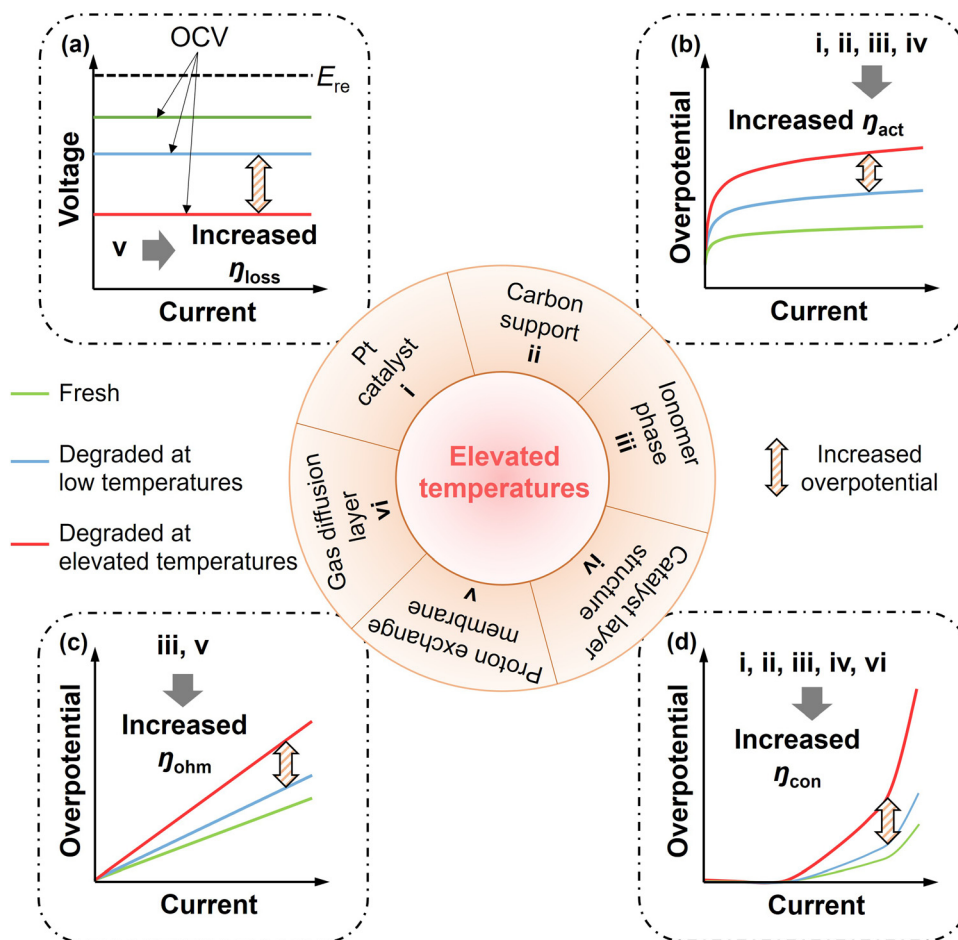 (a)
OCV
E_re
Voltage
v
Increased
η_loss
Current
(b)
i, ii, iii, iv
Increased η_act
Overpotential
Current
Fresh
Degraded at
low temperatures
Degraded at
elevated temperatures
Pt
catalyst
i
Carbon
support
ii
Ionomer
phase
iii
Catalyst layer
structure
iv
Proton exchange
membrane
v
Gas diffusion
layer
vi
Elevated
temperatures
Increased
overpotential
(c)
iii, v
Increased
η_ohm
Overpotential
Current
(d)
i, ii, iii, iv, vi
Increased
η_con
Overpotential
Current